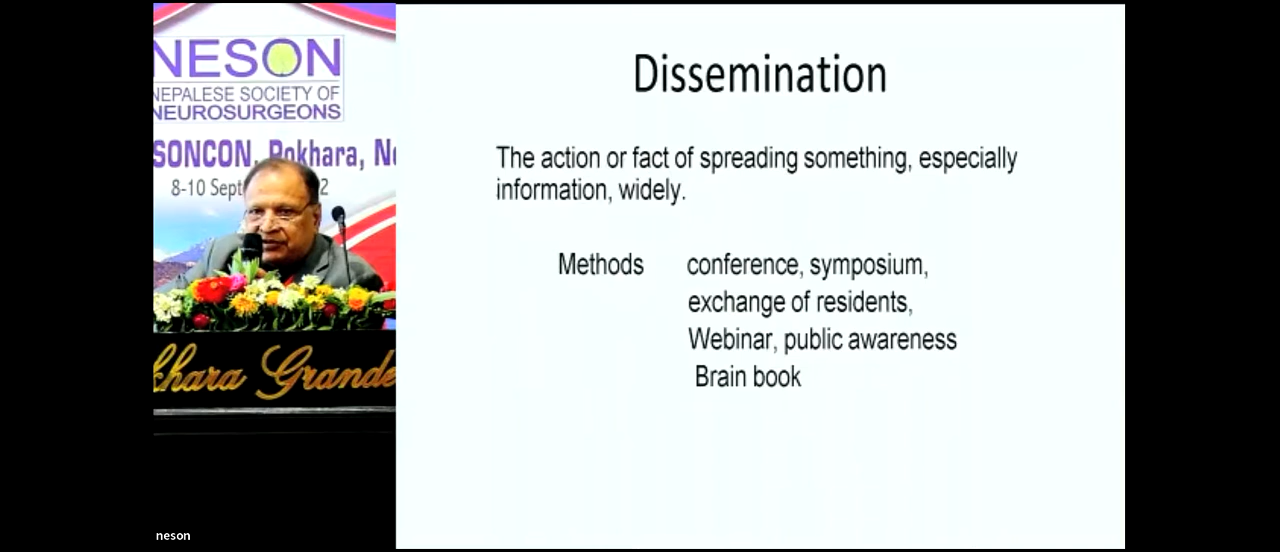 NESON
NEPALESE SOCIETY OF
NEUROSURGEONS
SONCON, Pokhara, Ne
8-10 Sept 2
khara Grande
neson
Dissemination
The action or fact of spreading something, especially
information, widely.
Methods conference, symposium,
exchange of residents,
Webinar, public awareness
Brain book